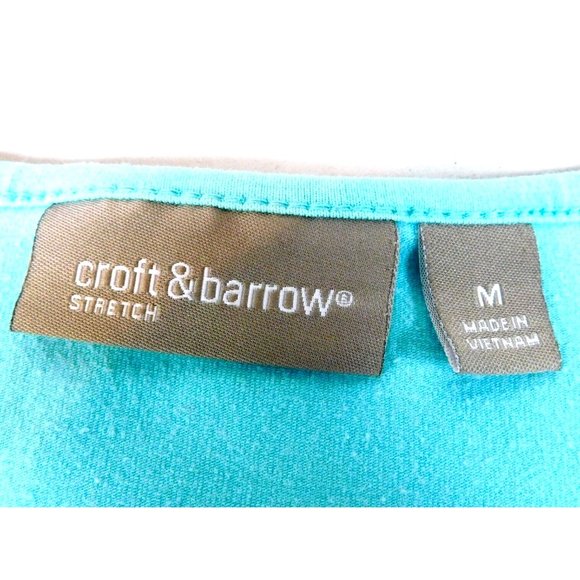 croft & barrow®
STRETCH
M
MADE IN
VIETNAM